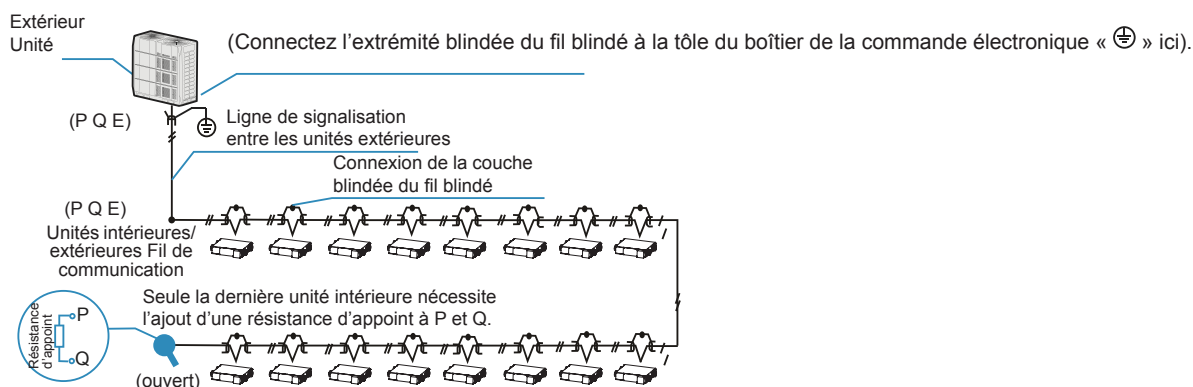 Extérieur
Unité
(Connectez l’extrémité blindée du fil blindé à la tôle du boîtier de la commande électronique « ⏚ » ici).
(P Q E)
Ligne de signalisation
entre les unités extérieures
Connexion de la couche
blindée du fil blindé
(P Q E)
Unités intérieures/
extérieures Fil de
communication
Seule la dernière unité intérieure nécessite
l’ajout d’une résistance d’appoint à P et Q.
Résistance
d’appoint
P
Q
(ouvert)